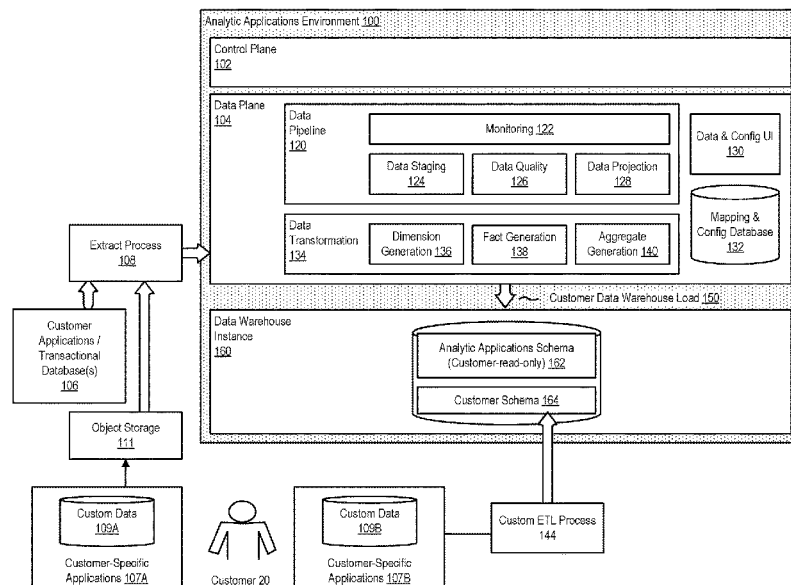 Analytic Applications Environment 100
Control Plane
102
Data Plane
104
Data
Pipeline
120
Monitoring 122
Data Staging
124
Data Quality
126
Data Projection
128
Data & Config UI
130
Mapping &
Config Database
132
Data
Transformation
134
Dimension
Generation 136
Fact Generation
138
Aggregate
Generation 140
Extract Process
108
Customer Data Warehouse Load 150
Customer
Applications /
Transactional
Database(s)
106
Data Warehouse
Instance
160
Analytic Applications Schema
(Customer-read-only) 162
Customer Schema 164
Object Storage
111
Custom Data
109A
Customer-Specific
Applications 107A
Customer 20
Custom Data
109B
Customer-Specific
Applications 107B
Custom ETL Process
144